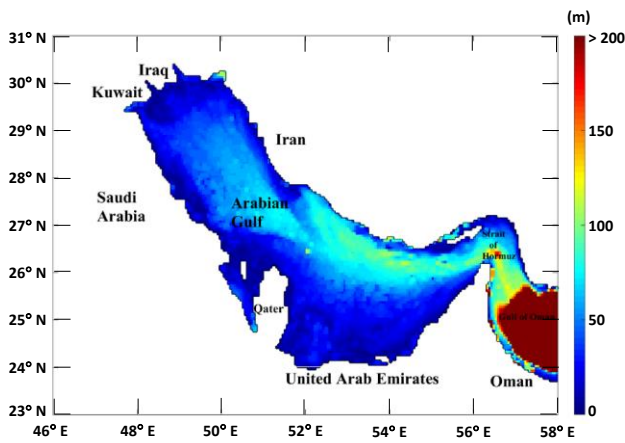 (m)
31° N
30° N
29° N
28° N
27° N
26° N
25° N
24° N
23° N
46° E
48° E
50° E
52° E
54° E
56° E
58° E
> 200
150
100
50
0
Iraq
Kuwait
Iran
Saudi
Arabia
Arabian
Gulf
Strait
of
Hormuz
Qater
Gulf of Oman
United Arab Emirates
Oman